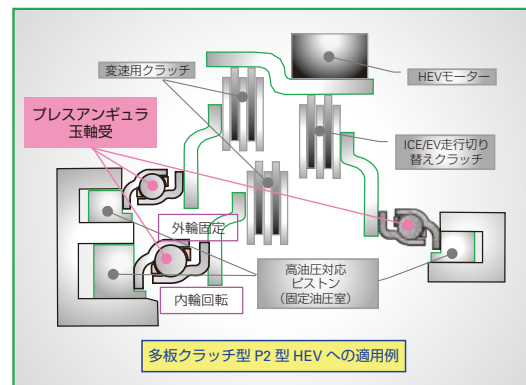 変速用クラッチ
HEVモーター
プレスアンギュラ
玉軸受
ICE/EV走行切り
替えクラッチ
外輪固定
内輪回転
高油圧対応
ピストン
（固定油圧室）
多板クラッチ型 P2 型 HEV への適用例